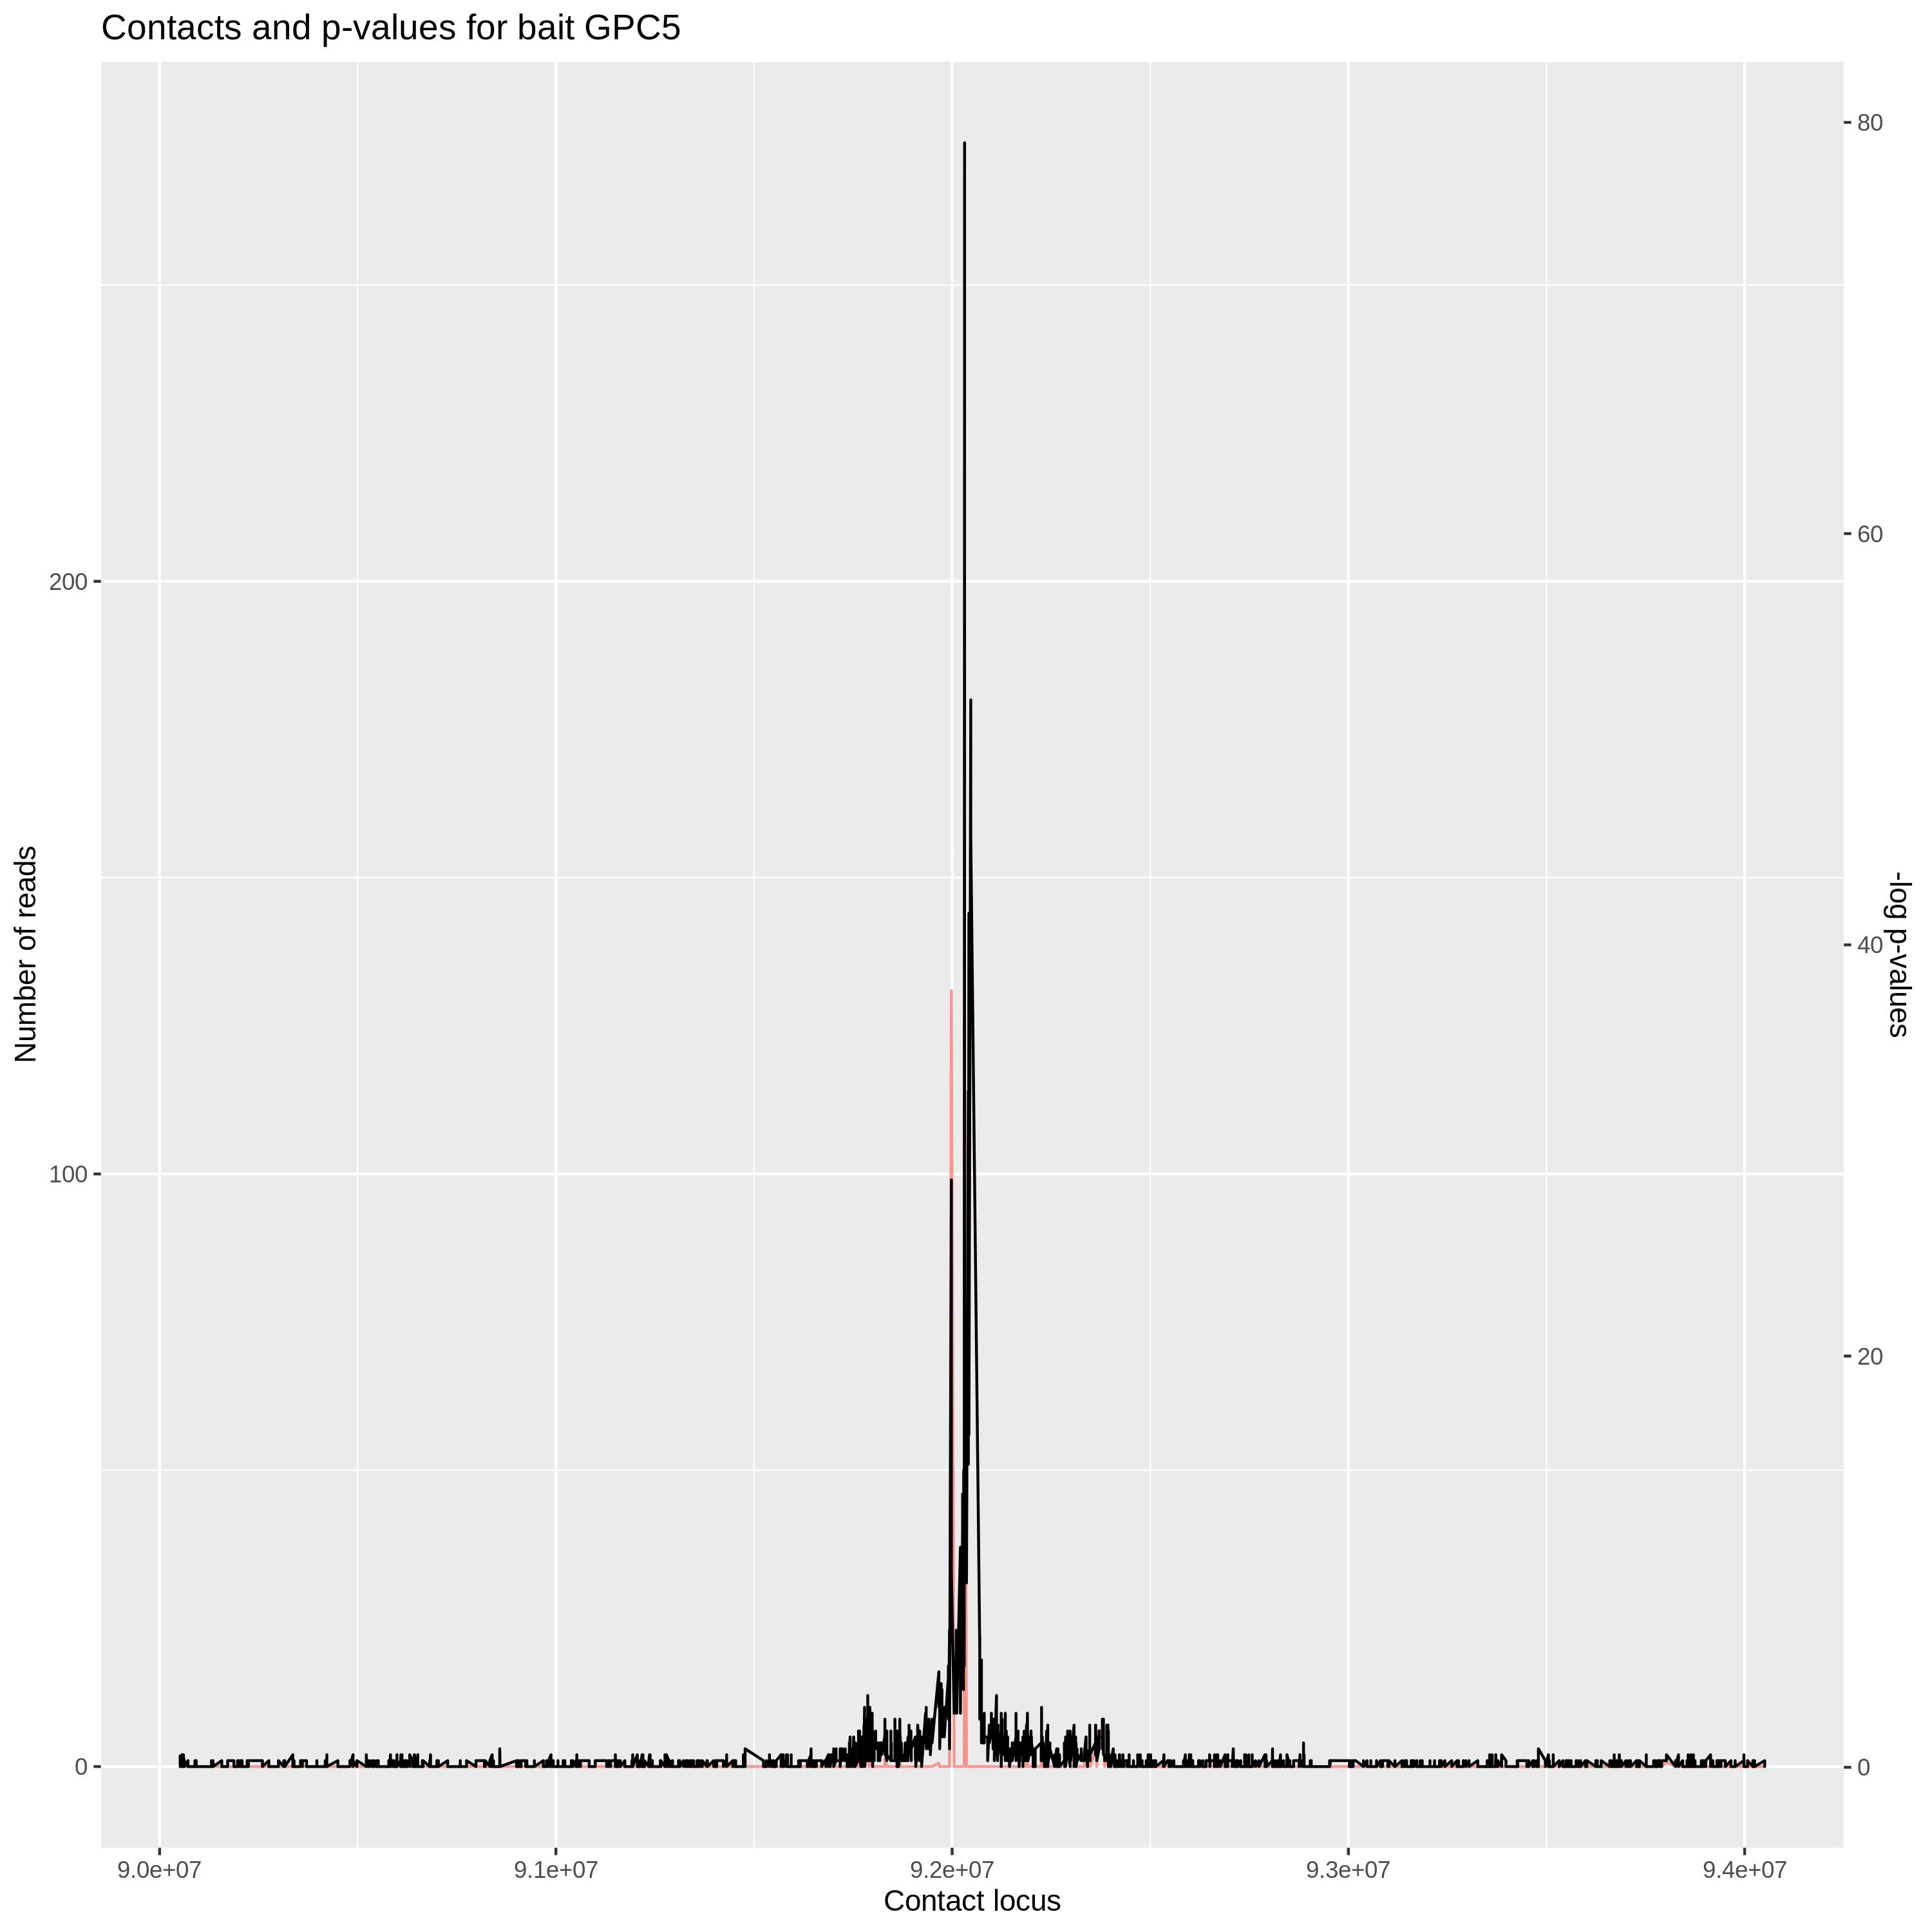 Contacts and p-values for bait GPC5
80
60
200
Number of reads
-log p-values
40
100
20
0
0
9.0e+07
9.1e+07
9.2e+07
9.3e+07
9.4e+07
Contact locus